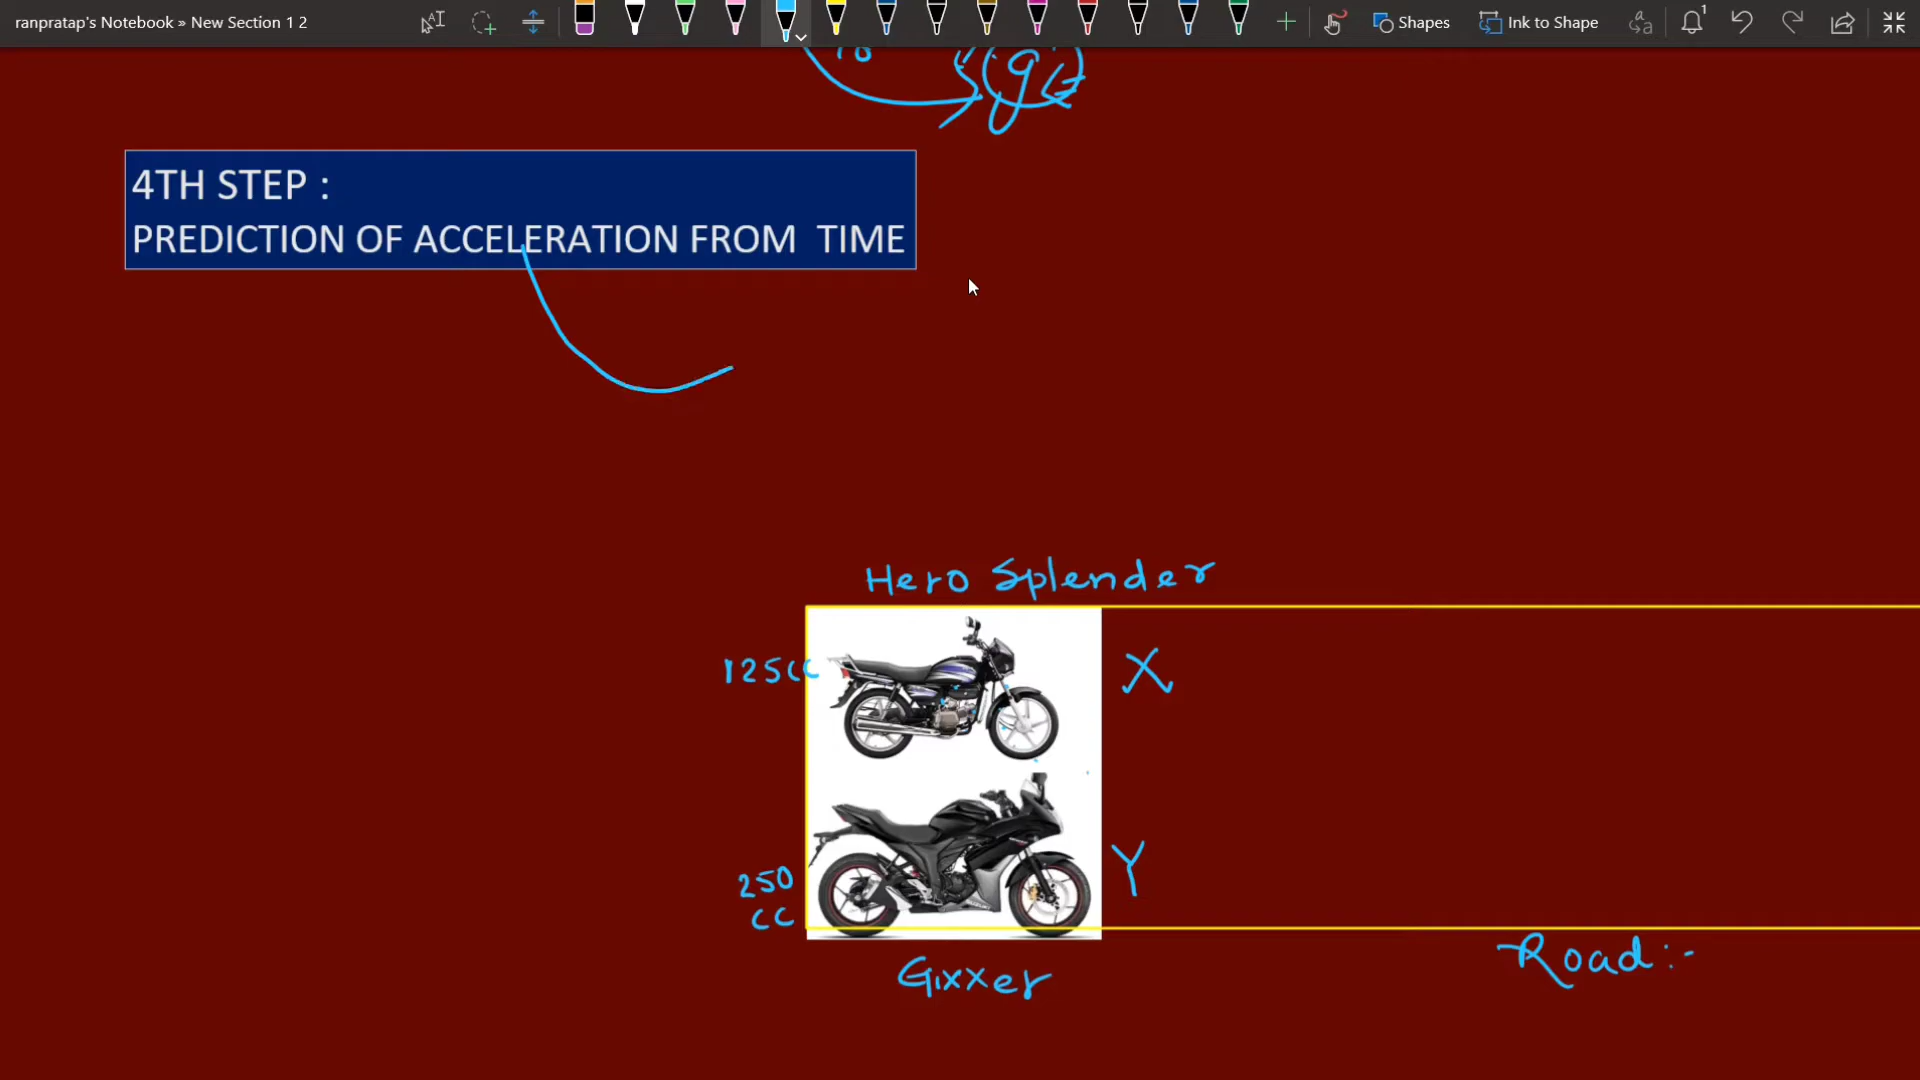 ranpratap's Notebook » New Section 1 2
Shapes
Ink to Shape
1
4TH STEP :
PREDICTION OF ACCELERATION FROM TIME
Hero Splender
125CC
X
Y
250
CC
Road :-
Gixxer